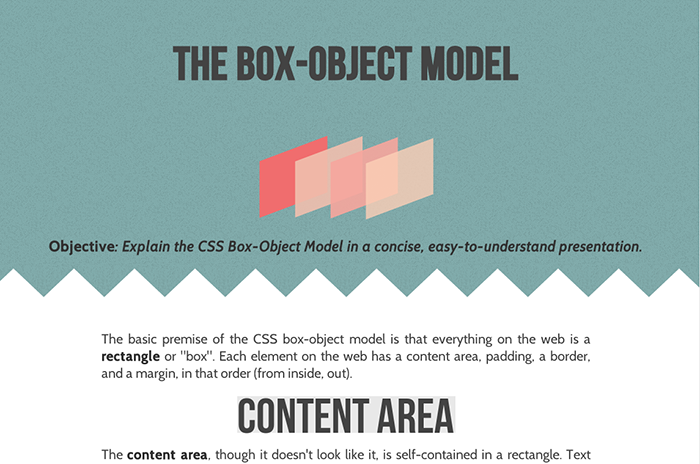 THE BOX-OBJECT MODEL
Objective: Explain the CSS Box-Object Model in a concise, easy-to-understand presentation.
The basic premise of the CSS box-object model is that everything on the web is a
rectangle or "box". Each element on the web has a content area, padding, a border,
and a margin, in that order (from inside, out).
CONTENT AREA
The content area, though it doesn't look like it, is self-contained in a rectangle. Text